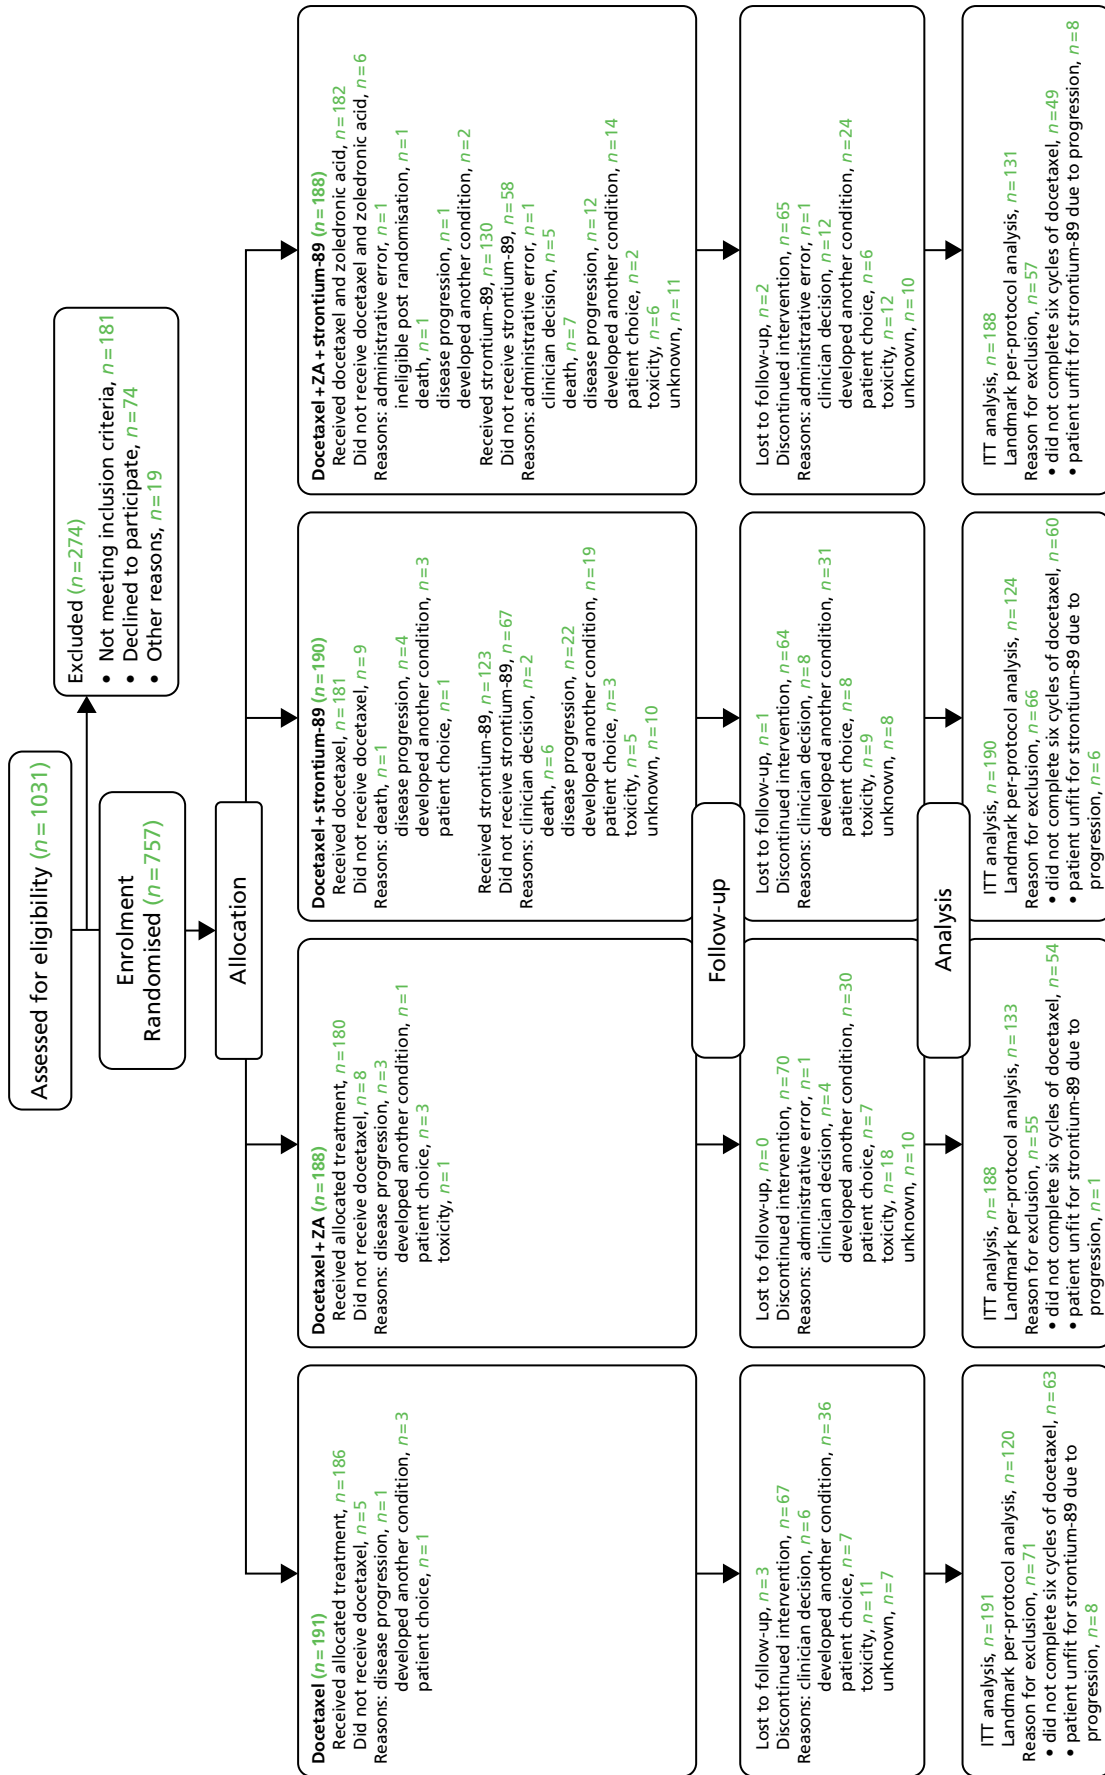 Assessed for eligibility (n=1031)
Excluded (n=274)
• Not meeting inclusion criteria, n=181
• Declined to participate, n=74
• Other reasons, n=19
Enrolment
Randomised (n=757)
Allocation
Docetaxel (n=191)
Received allocated treatment, n=186
Did not receive docetaxel, n=5
Reasons: disease progression, n=1
developed another condition, n=3
patient choice, n=1
Docetaxel+ZA (n=188)
Received allocated treatment, n=180
Did not receive docetaxel, n=8
Reasons: disease progression, n=3
developed another condition, n=1
patient choice, n=3
toxicity, n=1
Docetaxel+strontium-89 (n=190)
Received docetaxel, n=181
Did not receive docetaxel, n=9
Reasons: death, n=1
disease progression, n=4
developed another condition, n=3
patient choice, n=1
Received strontium-89, n=123
Did not receive strontium-89, n=67
Reasons: clinician decision, n=2
death, n=6
disease progression, n=22
developed another condition, n=19
patient choice, n=3
toxicity, n=5
unknown, n=10
Docetaxel+ZA+strontium-89 (n=188)
Received docetaxel and zoledronic acid, n=182
Did not receive docetaxel and zoledronic acid, n=6
Reasons: administrative error, n=1
ineligible post randomisation, n=1
death, n=1
disease progression, n=1
developed another condition, n=2
Received strontium-89, n=130
Did not receive strontium-89, n=58
Reasons: administrative error, n=1
clinician decision, n=5
death, n=7
disease progression, n=12
developed another condition, n=14
patient choice, n=2
toxicity, n=6
unknown, n=11
Follow-up
Lost to follow-up, n=3
Discontinued intervention, n=67
Reasons: clinician decision, n=6
developed another condition, n=36
patient choice, n=7
toxicity, n=11
unknown, n=7
Lost to follow-up, n=0
Discontinued intervention, n=70
Reasons: administrative error, n=1
clinician decision, n=4
developed another condition, n=30
patient choice, n=7
toxicity, n=18
unknown, n=10
Lost to follow-up, n=1
Discontinued intervention, n=64
Reasons: clinician decision, n=8
developed another condition, n=31
patient choice, n=8
toxicity, n=9
unknown, n=8
Lost to follow-up, n=2
Discontinued intervention, n=65
Reasons: administrative error, n=1
clinician decision, n=12
developed another condition, n=24
patient choice, n=6
toxicity, n=12
unknown, n=10
Analysis
ITT analysis, n=191
Landmark per-protocol analysis, n=120
Reason for exclusion, n=71
• did not complete six cycles of docetaxel, n=63
• patient unfit for strontium-89 due to
progression, n=8
ITT analysis, n=188
Landmark per-protocol analysis, n=133
Reason for exclusion, n=55
• did not complete six cycles of docetaxel, n=54
• patient unfit for strontium-89 due to
progression, n=1
ITT analysis, n=190
Landmark per-protocol analysis, n=124
Reason for exclusion, n=66
• did not complete six cycles of docetaxel, n=60
• patient unfit for strontium-89 due to
progression, n=6
ITT analysis, n=188
Landmark per-protocol analysis, n=131
Reason for exclusion, n=57
• did not complete six cycles of docetaxel, n=49
• patient unfit for strontium-89 due to progression, n=8